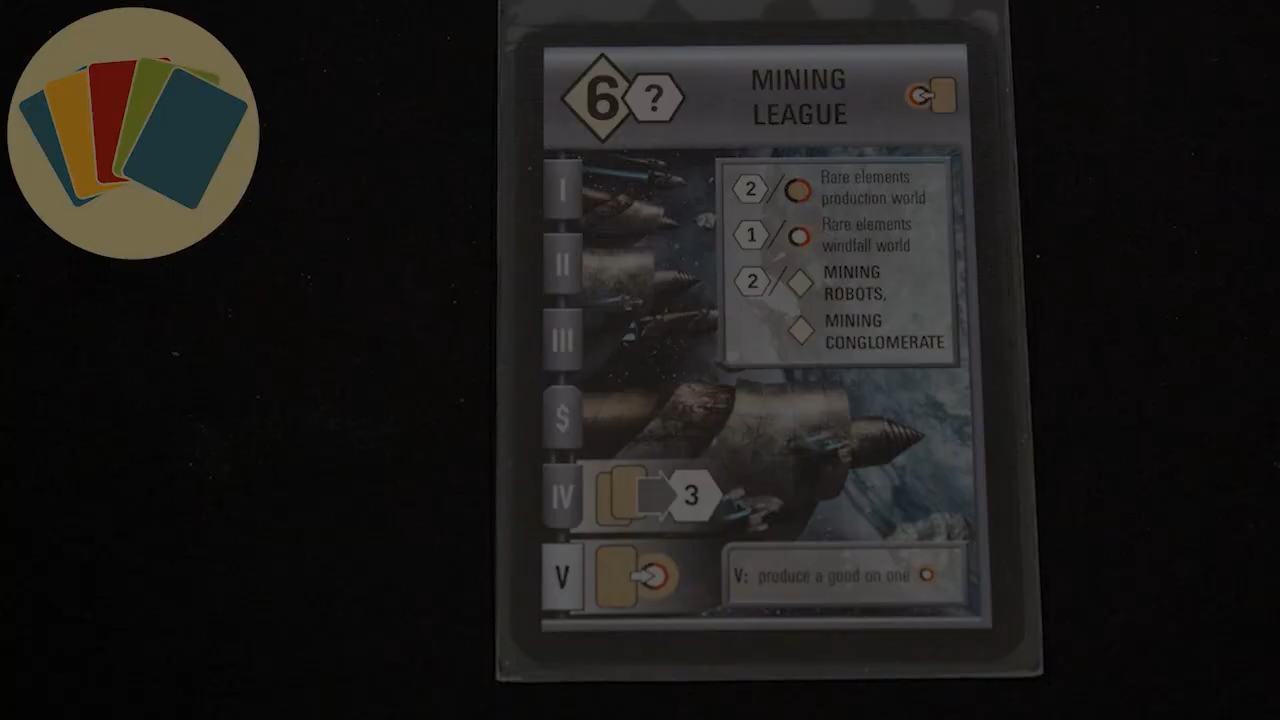 6 ?
MINING
LEAGUE
I
2 / Rare elements
production world
1 / Rare elements
windfall world
II
2 / MINING
ROBOTS,
III
MINING
CONGLOMERATE
$
IV
3
V
V: produce a good on one